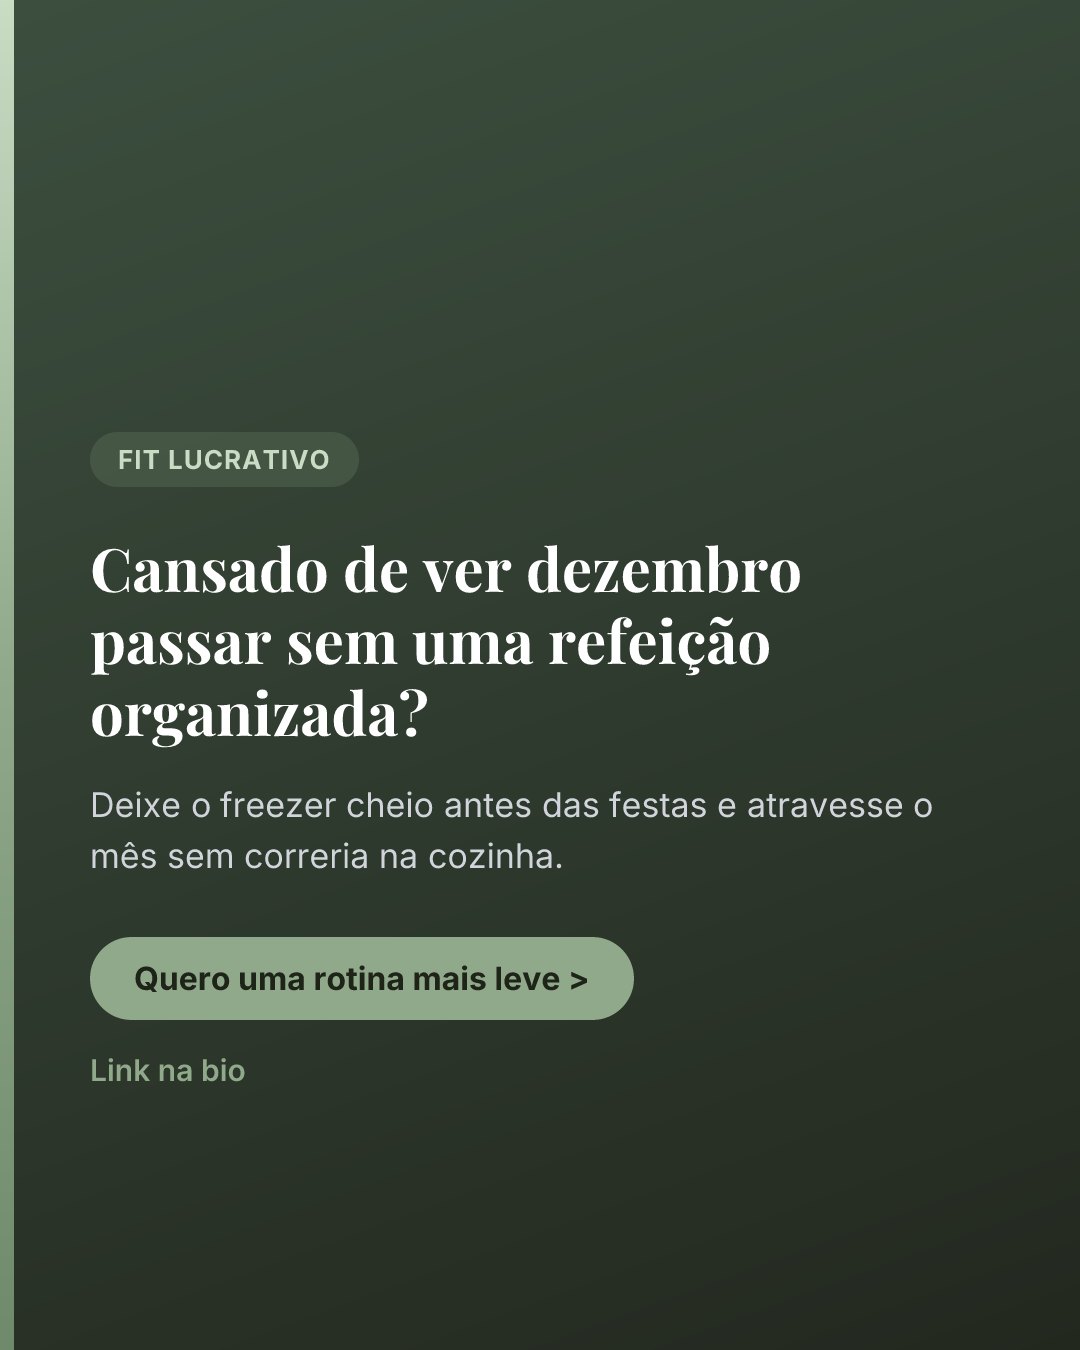 FIT LUCRATIVO
Cansado de ver dezembro
passar sem uma refeição
organizada?
Deixe o freezer cheio antes das festas e atravesse o
mês sem correria na cozinha.
Quero uma rotina mais leve >
Link na bio